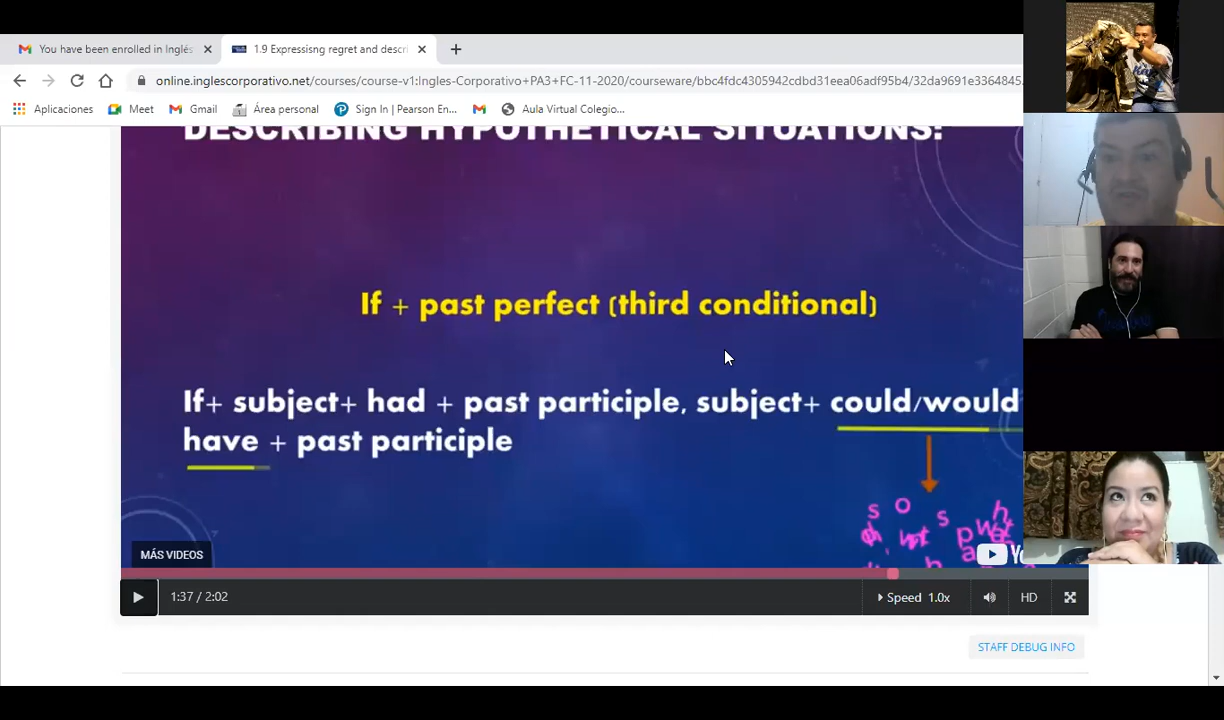 You have been enrolled in Inglés
1.9 Expressisng regret and descri
online.inglescorporativo.net/courses/course-v1:Ingles-Corporativo+PA3+FC-11-2020/courseware/bbc4fdc4305942cdbd31eea06adf95b4/32da9691e3364845
Aplicaciones Meet Gmail Área personal Sign In | Pearson En... Aula Virtual Colegio...
DESCRIBING HYPOTHETICAL SITUATIONS!
If + past perfect (third conditional)
If+ subject+ had + past participle, subject+ could/would
have + past participle
MÁS VIDEOS
1:37 / 2:02 Speed 1.0x HD
STAFF DEBUG INFO